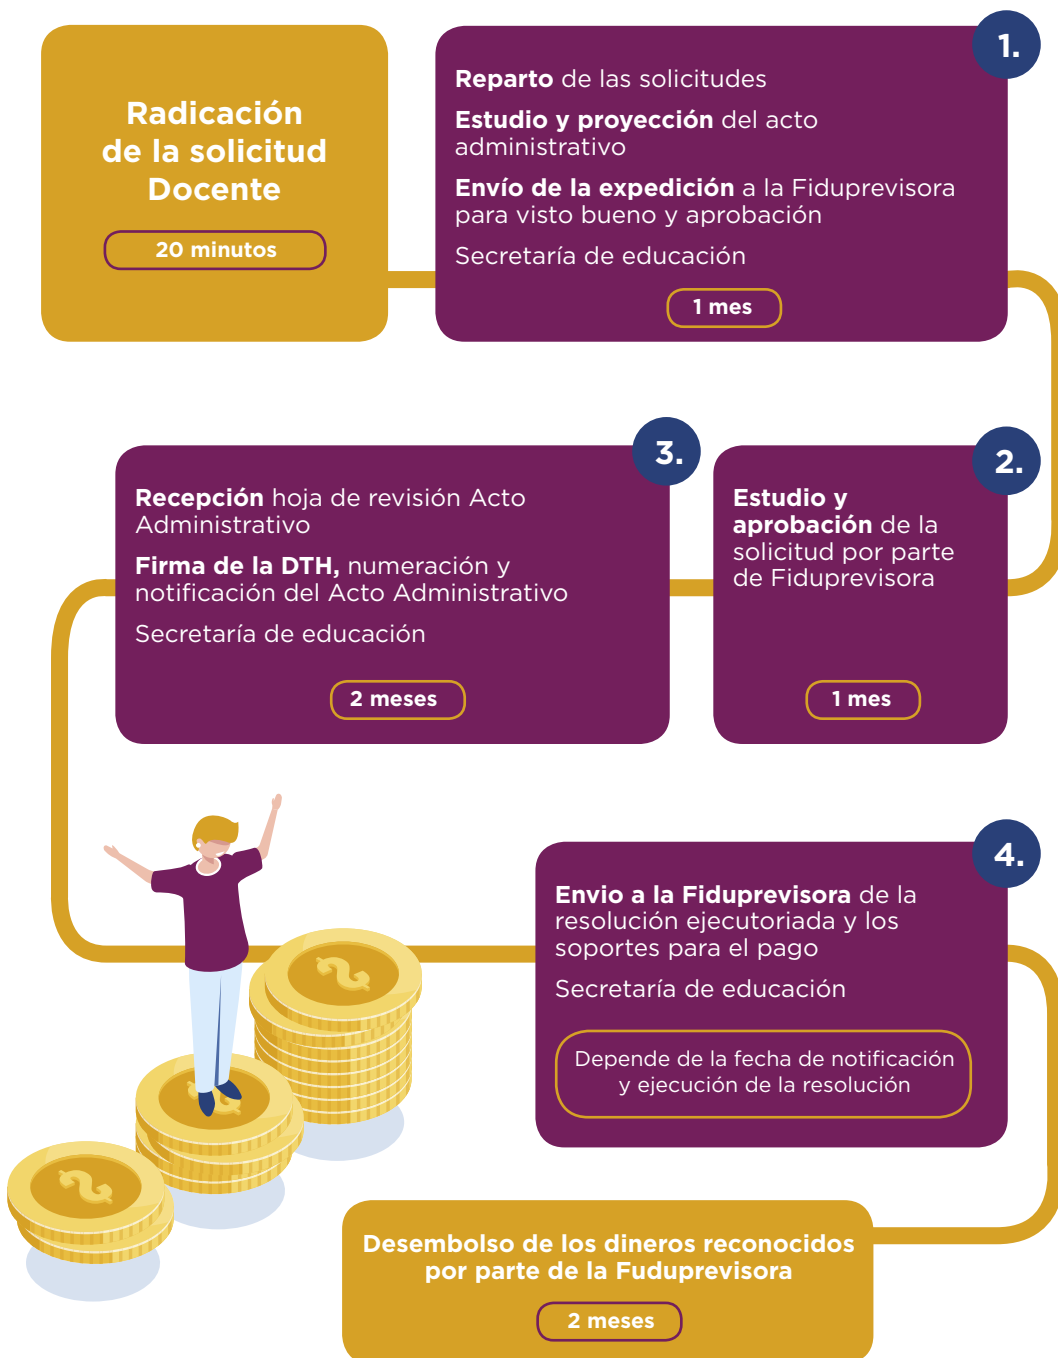 Radicación
de la solicitud
Docente
20 minutos
1.
Reparto de las solicitudes
Estudio y proyección del acto
administrativo
Envío de la expedición a la Fiduprevisora
para visto bueno y aprobación
Secretaría de educación
1 mes
2.
Estudio y
aprobación de la
solicitud por parte
de Fiduprevisora
1 mes
3.
Recepción hoja de revisión Acto
Administrativo
Firma de la DTH, numeración y
notificación del Acto Administrativo
Secretaría de educación
2 meses
4.
Envio a la Fiduprevisora de la
resolución ejecutoriada y los
soportes para el pago
Secretaría de educación
Depende de la fecha de notificación
y ejecución de la resolución
Desembolso de los dineros reconocidos
por parte de la Fuduprevisora
2 meses